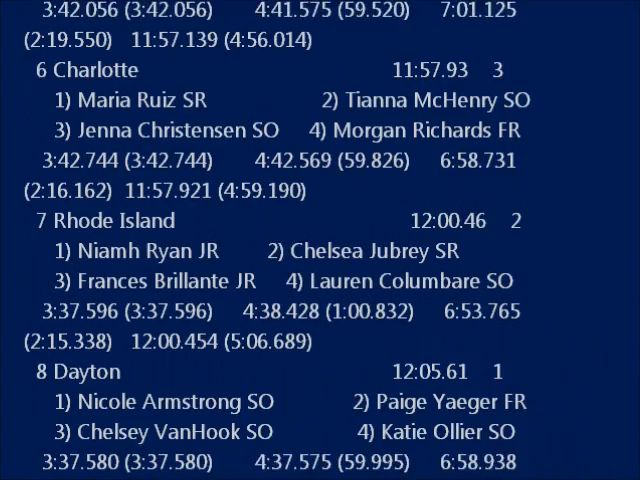 3:42.056 (3:42.056) 4:41.575 (59.520) 7:01.125
(2:19.550) 11:57.139 (4:56.014)
6 Charlotte 11:57.93 3
1) Maria Ruiz SR 2) Tianna McHenry SO
3) Jenna Christensen SO 4) Morgan Richards FR
3:42.744 (3:42.744) 4:42.569 (59.826) 6:58.731
(2:16.162) 11:57.921 (4:59.190)
7 Rhode Island 12:00.46 2
1) Niamh Ryan JR 2) Chelsea Jubrey SR
3) Frances Brillante JR 4) Lauren Columbare SO
3:37.596 (3:37.596) 4:38.428 (1:00.832) 6:53.765
(2:15.338) 12:00.454 (5:06.689)
8 Dayton 12:05.61 1
1) Nicole Armstrong SO 2) Paige Yaeger FR
3) Chelsey VanHook SO 4) Katie Ollier SO
3:37.580 (3:37.580) 4:37.575 (59.995) 6:58.938